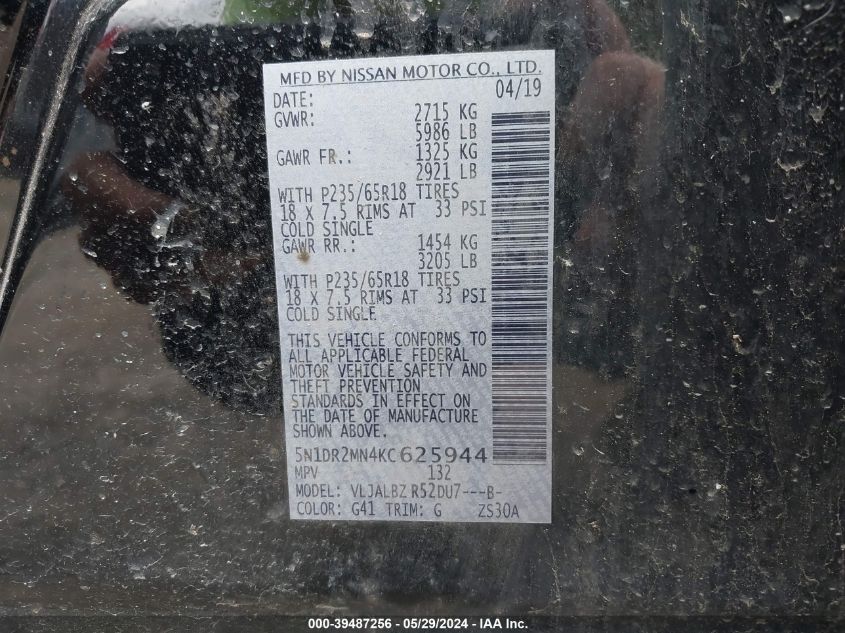 MFD BY NISSAN MOTOR CO., LTD.
DATE: 04/19
GVWR: 2715 KG
5986 LB
GAWR FR.: 1325 KG
2921 LB
WITH P235/65R18 TIRES
18 X 7.5 RIMS AT 33 PSI
COLD SINGLE
GAWR RR.: 1454 KG
3205 LB
WITH P235/65R18 TIRES
18 X 7.5 RIMS AT 33 PSI
COLD SINGLE
THIS VEHICLE CONFORMS TO
ALL APPLICABLE FEDERAL
MOTOR VEHICLE SAFETY AND
THEFT PREVENTION
STANDARDS IN EFFECT ON
THE DATE OF MANUFACTURE
SHOWN ABOVE.
5N1DR2MN4KC625944
MPV 132
MODEL: VLJALBZ R52DU7---B-
COLOR: G41 TRIM: G ZS30A
000-39487256 - 05/29/2024 - IAA Inc.